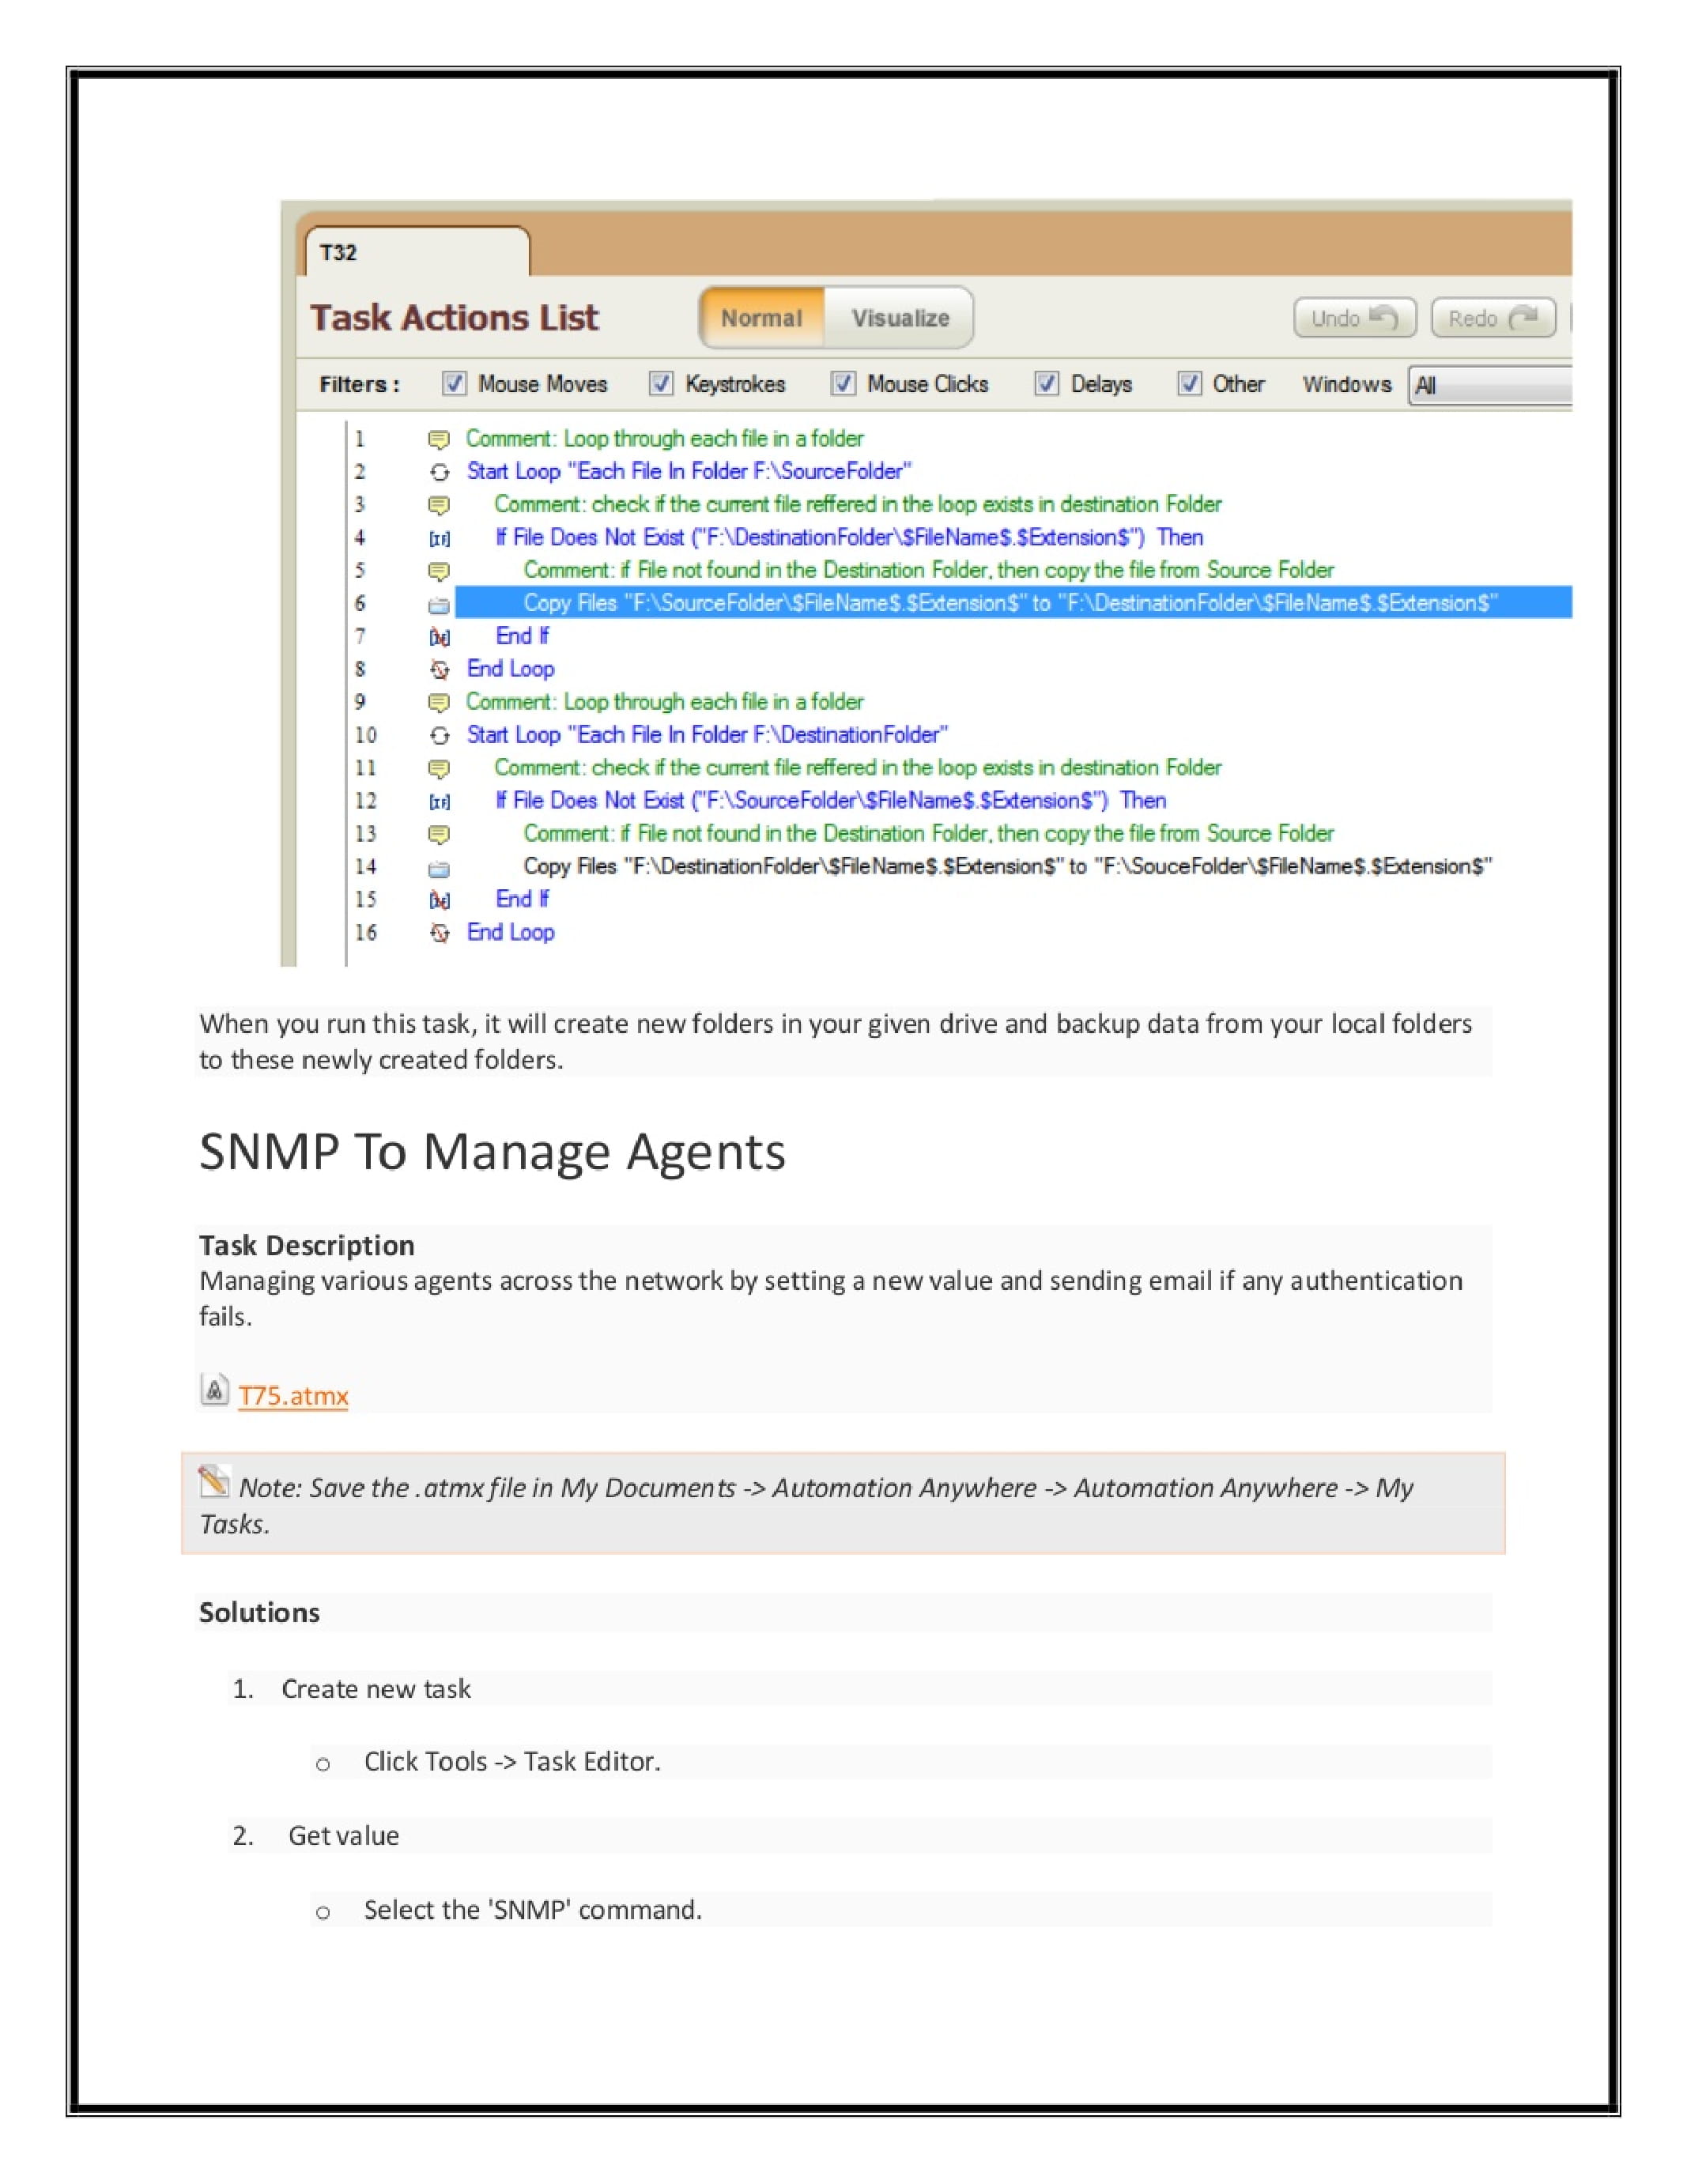 T32
Task Actions List Normal Visualize Undo Redo
Filters : Mouse Moves Keystrokes Mouse Clicks Delays Other Windows All
1 Comment: Loop through each file in a folder
2 Start Loop "Each File In Folder F:\SourceFolder"
3 Comment: check if the current file reffered in the loop exists in destination Folder
4 If File Does Not Exist ("F:\DestinationFolder\$FileName$.$Extension$") Then
5 Comment: if File not found in the Destination Folder, then copy the file from Source Folder
6 Copy Files "F:\SourceFolder\$FileName$.$Extension$" to "F:\DestinationFolder\$FileName$.$Extension$"
7 End If
8 End Loop
9 Comment: Loop through each file in a folder
10 Start Loop "Each File In Folder F:\DestinationFolder"
11 Comment: check if the current file reffered in the loop exists in destination Folder
12 If File Does Not Exist ("F:\SourceFolder\$FileName$.$Extension$") Then
13 Comment: if File not found in the Destination Folder, then copy the file from Source Folder
14 Copy Files "F:\DestinationFolder\$FileName$.$Extension$" to "F:\SouceFolder\$FileName$.$Extension$"
15 End If
16 End Loop
When you run this task, it will create new folders in your given drive and backup data from your local folders
to these newly created folders.
SNMP To Manage Agents
Task Description
Managing various agents across the network by setting a new value and sending email if any authentication
fails.
T75.atmx
Note: Save the .atmx file in My Documents -> Automation Anywhere -> Automation Anywhere -> My
Tasks.
Solutions
1. Create new task
o Click Tools -> Task Editor.
2. Get value
o Select the 'SNMP' command.